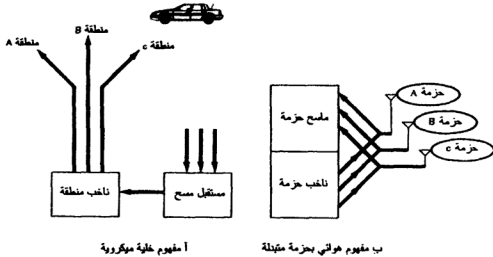 منطقة B
منطقة A
منطقة c
ناخب منطقة
مستقبل مسح
أ مفهوم خلية ميكروية
حزمة A
حزمة B
حزمة c
ماسح حزمة
ناخب حزمة
ب مفهوم هوائي بحزمة متبدلة